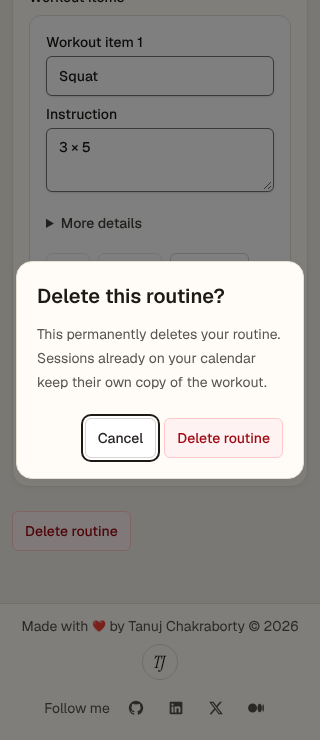 Workout item 1
Squat
Instruction
3 × 5
More details
Delete this routine?
This permanently deletes your routine.
Sessions already on your calendar
keep their own copy of the workout.
Cancel
Delete routine
Delete routine
Made with ❤️ by Tanuj Chakraborty © 2026
TJ
Follow me